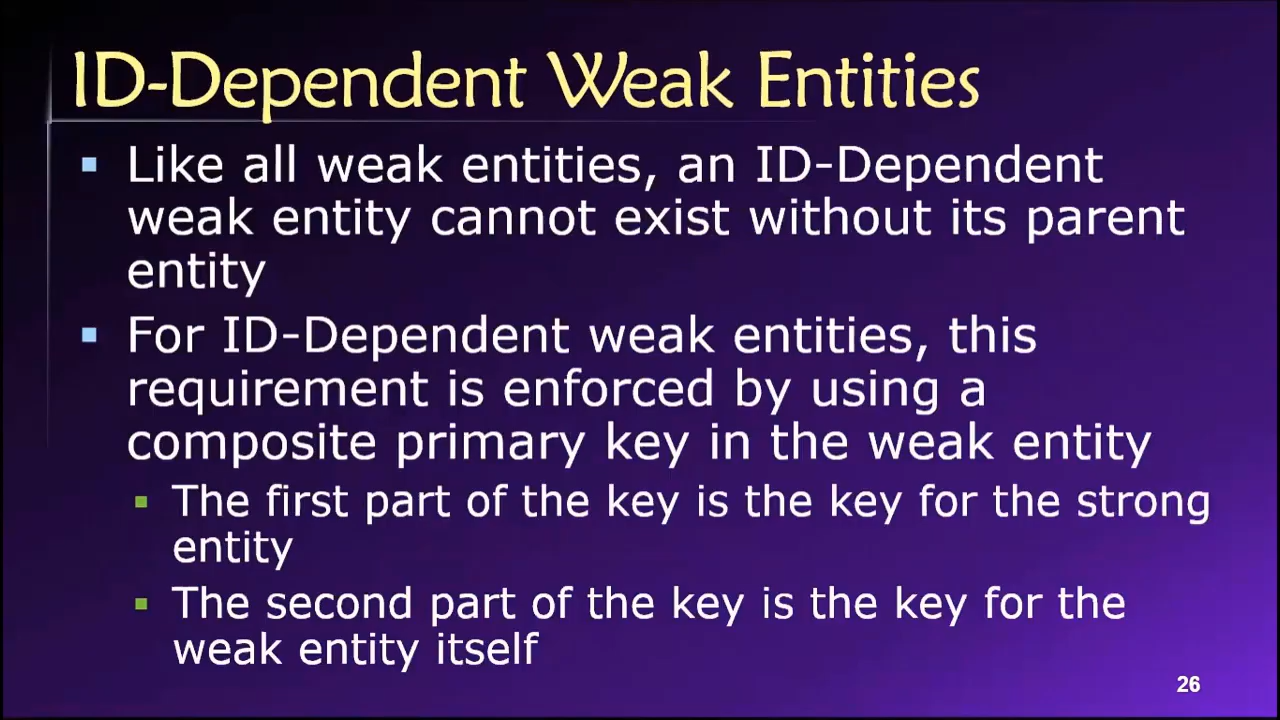 ID-Dependent Weak Entities
Like all weak entities, an ID-Dependent
weak entity cannot exist without its parent
entity
For ID-Dependent weak entities, this
requirement is enforced by using a
composite primary key in the weak entity
The first part of the key is the key for the strong
entity
The second part of the key is the key for the
weak entity itself
26